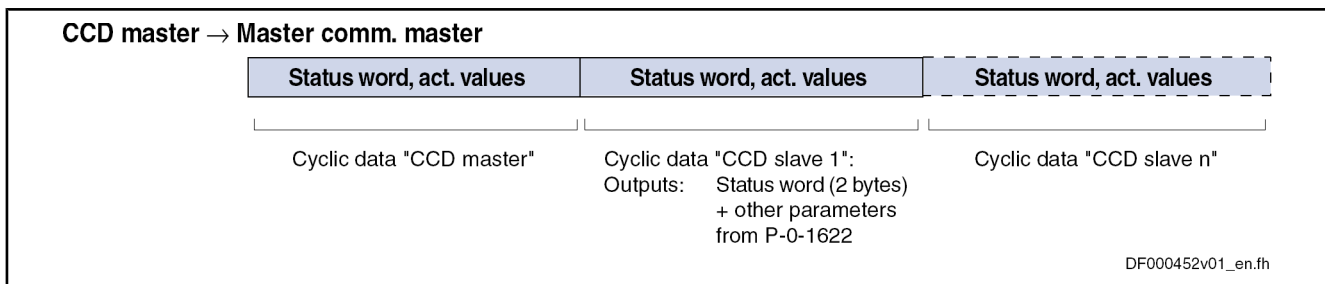 CCD master → Master comm. master
Status word, act. values
Status word, act. values
Status word, act. values
Cyclic data "CCD master"
Cyclic data "CCD slave 1":
Outputs: Status word (2 bytes)
+ other parameters
from P-0-1622
Cyclic data "CCD slave n"
DF000452v01_en.fh